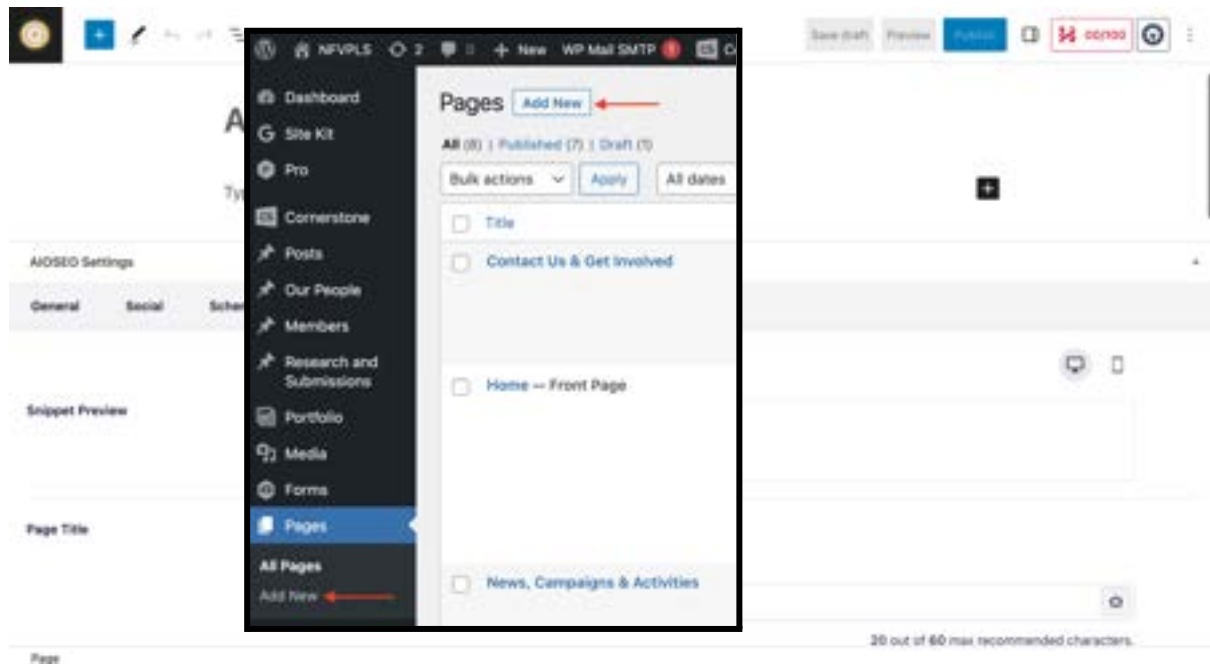 Save draft Preview Publish
NFVPLS 2 New WP Mail SMTP
Dashboard
Site Kit
Pro
Cornerstone
Posts
Our People
Members
Research and
Submissions
Portfolio
Media
Forms
Pages
All Pages
Add New
Pages Add New
All (8) | Published (7) | Draft (1)
Bulk actions Apply All dates
Title
Contact Us & Get Involved
Home — Front Page
News, Campaigns & Activities
AIOSEO Settings
General Social
Snippet Preview
Page Title
20 out of 60 max recommended characters.
Page